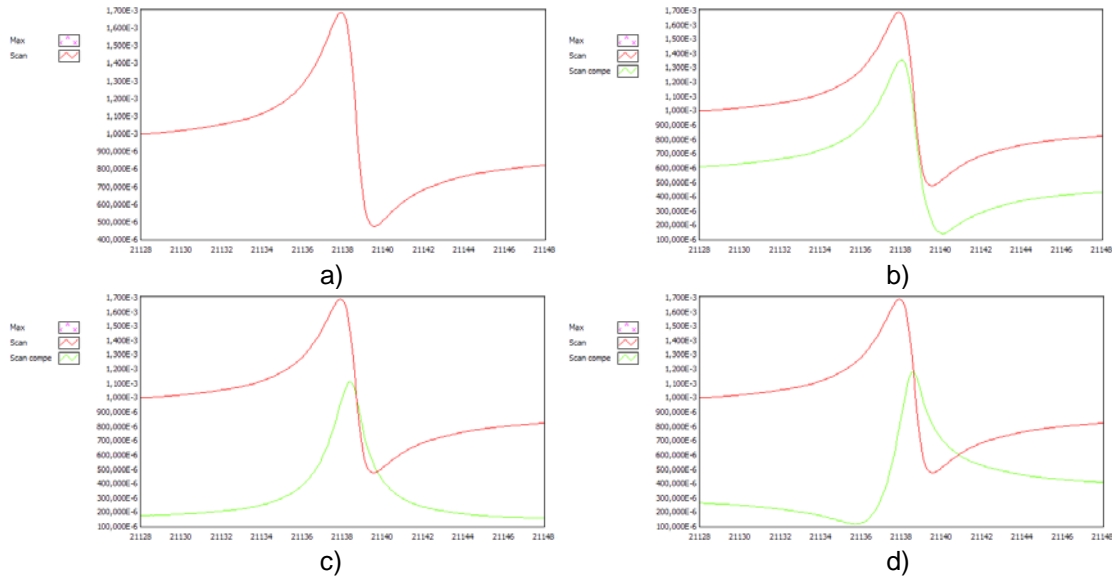 1,700E-3
1,600E-3
1,500E-3
1,400E-3
1,300E-3
1,200E-3
1,100E-3
1,000E-3
900,000E-6
800,000E-6
700,000E-6
600,000E-6
500,000E-6
400,000E-6
21128 21130 21132 21134 21136 21138 21140 21142 21144 21146 21148
Max
Scan
a)
1,700E-3
1,600E-3
1,500E-3
1,400E-3
1,300E-3
1,200E-3
1,100E-3
1,000E-3
900,000E-6
800,000E-6
700,000E-6
600,000E-6
500,000E-6
400,000E-6
300,000E-6
200,000E-6
100,000E-6
21128 21130 21132 21134 21136 21138 21140 21142 21144 21146 21148
Max
Scan
Scan compe
b)
1,700E-3
1,600E-3
1,500E-3
1,400E-3
1,300E-3
1,200E-3
1,100E-3
1,000E-3
900,000E-6
800,000E-6
700,000E-6
600,000E-6
500,000E-6
400,000E-6
300,000E-6
200,000E-6
100,000E-6
21128 21130 21132 21134 21136 21138 21140 21142 21144 21146 21148
Max
Scan
Scan compe
c)
1,700E-3
1,600E-3
1,500E-3
1,400E-3
1,300E-3
1,200E-3
1,100E-3
1,000E-3
900,000E-6
800,000E-6
700,000E-6
600,000E-6
500,000E-6
400,000E-6
300,000E-6
200,000E-6
100,000E-6
21128 21130 21132 21134 21136 21138 21140 21142 21144 21146 21148
Max
Scan
Scan compe
d)